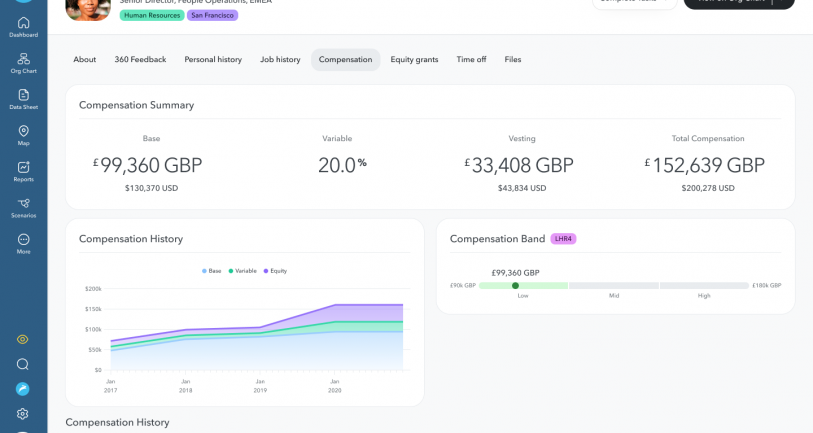 Senior Director, People Operations, EMEA
Human Resources San Francisco
Dashboard
Org Chart
Data Sheet
Map
Reports
Scenarios
More
About 360 Feedback Personal history Job history Compensation Equity grants Time off Files
Compensation Summary
Base Variable Vesting Total Compensation
£99,360 GBP 20.0% £33,408 GBP £152,639 GBP
$130,370 USD $43,834 USD $200,278 USD
Compensation History
Base Variable Equity
$200k
$150k
$100k
$50k
$0
Jan 2017 Jan 2018 Jan 2019 Jan 2020
Compensation Band LHR4
£99,360 GBP
£90k GBP £180k GBP
Low Mid High
Compensation History